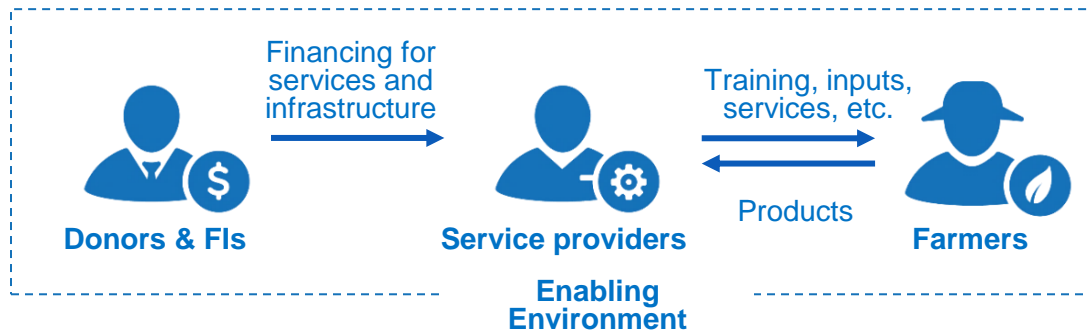 Financing for
services and
infrastructure
Training, inputs,
services, etc.
$
Products
Donors & FIs
Service providers
Farmers
Enabling
Environment